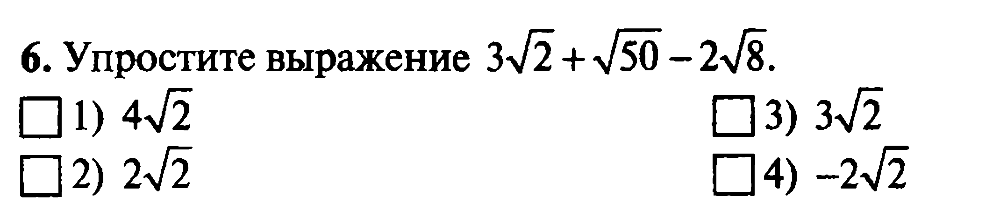 6. Упростите выражение 3√2 + √50 − 2√8.
1) 4√2
2) 2√2
3) 3√2
4) −2√2